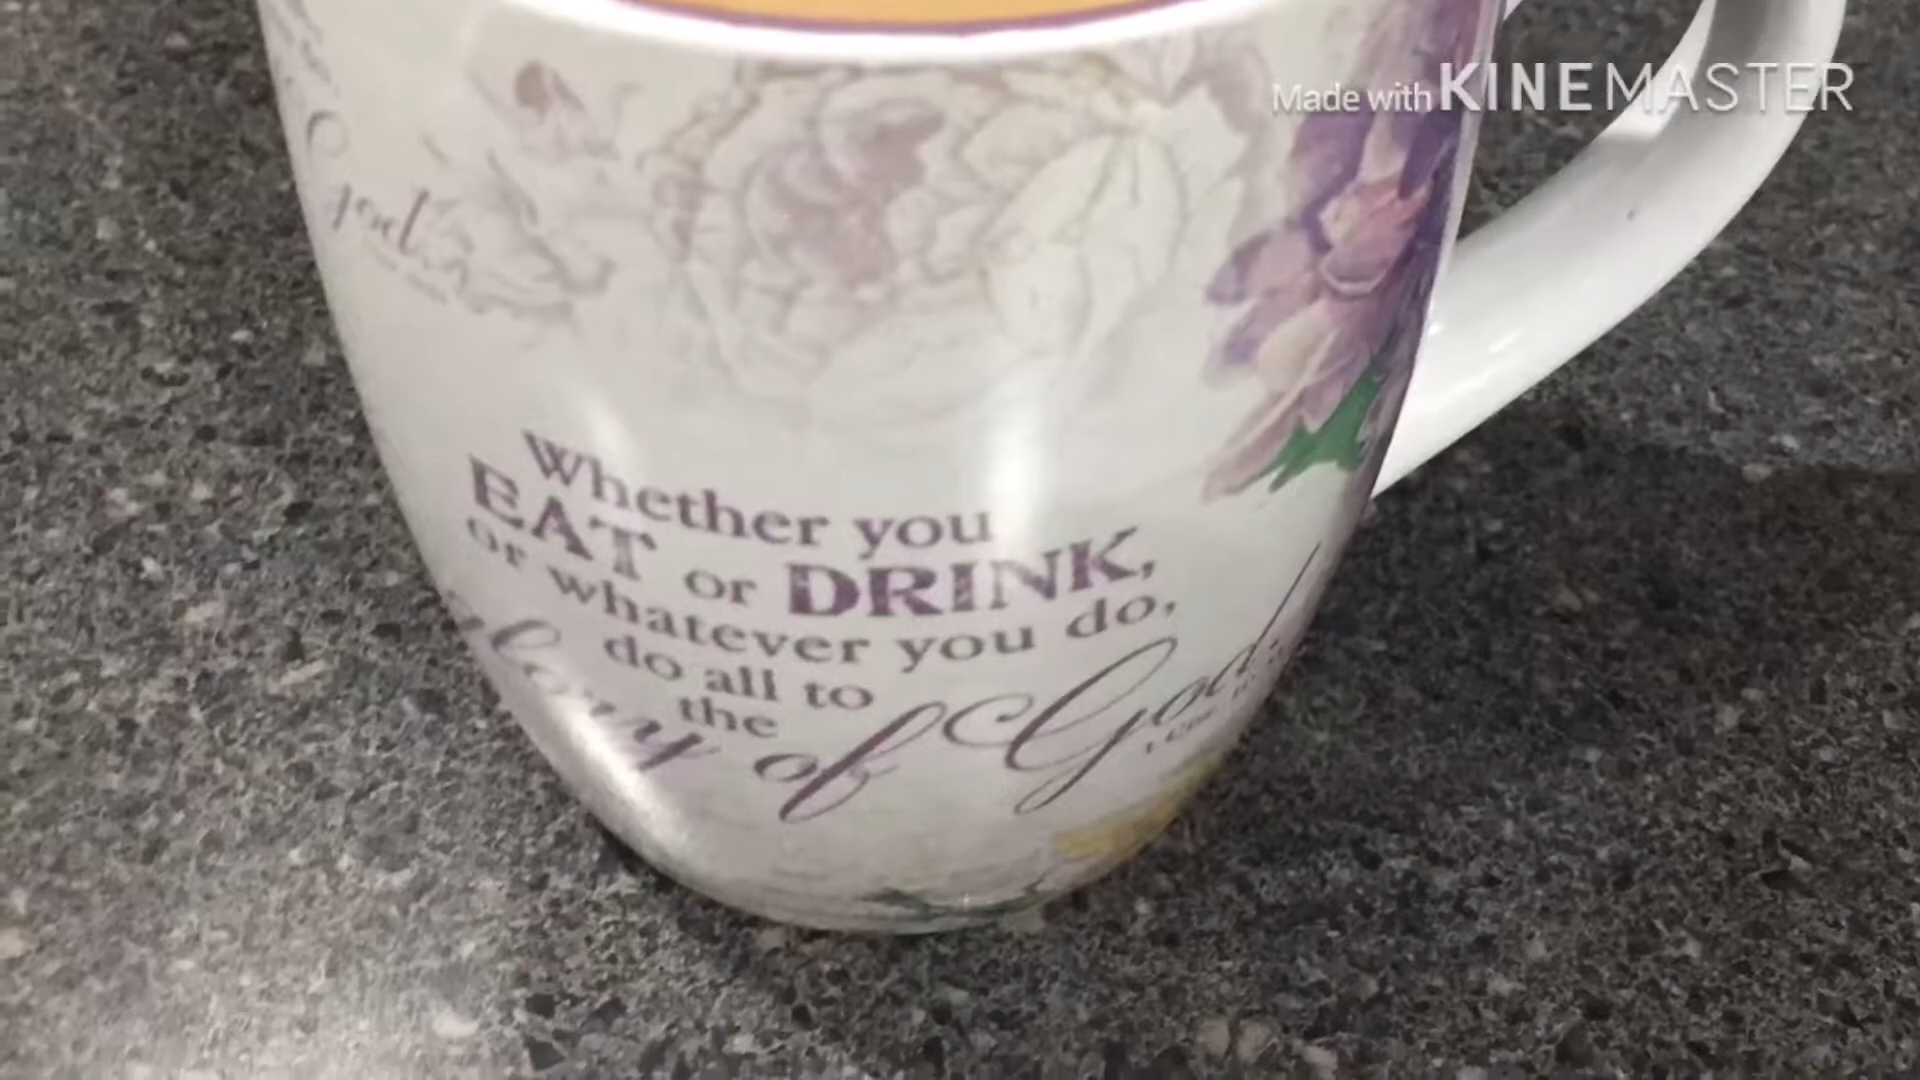 Made with KINEMASTER
Whether you
EAT or DRINK,
or whatever you do,
do all to
the
glory of God.